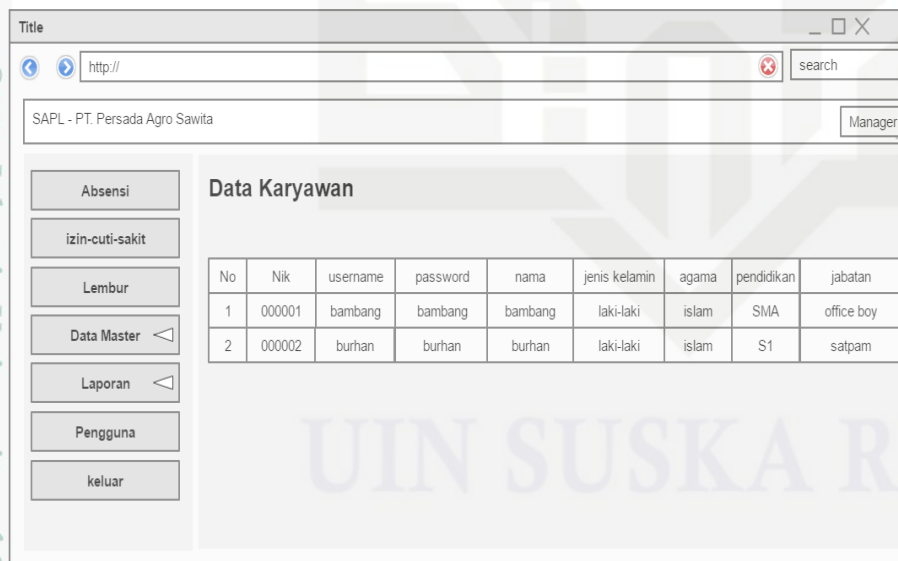 Title
http://
search
SAPL - PT. Persada Agro Sawita
Manager
Absensi
izin-cuti-sakit
Lembur
Data Master
Laporan
Pengguna
keluar
Data Karyawan
No Nik username password nama jenis kelamin agama pendidikan jabatan
1 000001 bambang bambang bambang laki-laki islam SMA office boy
2 000002 burhan burhan burhan laki-laki islam S1 satpam
UIN SUSKA R